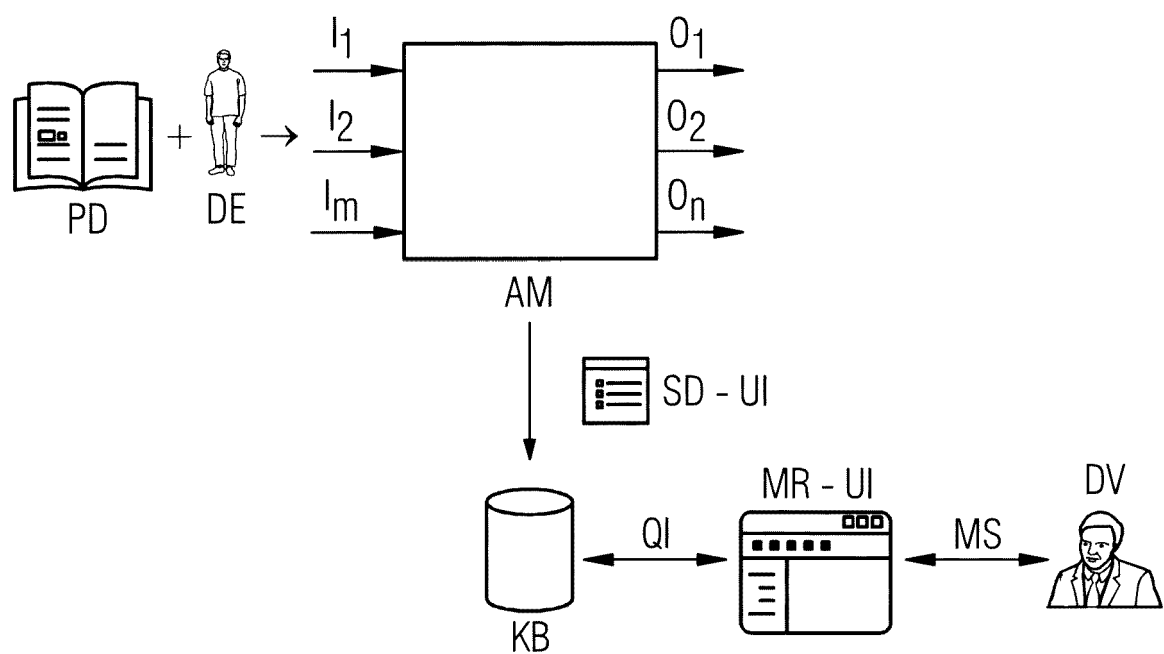 I1
O1
I2
O2
Im
On
PD
+
DE
AM
SD - UI
MR - UI
DV
QI
MS
KB